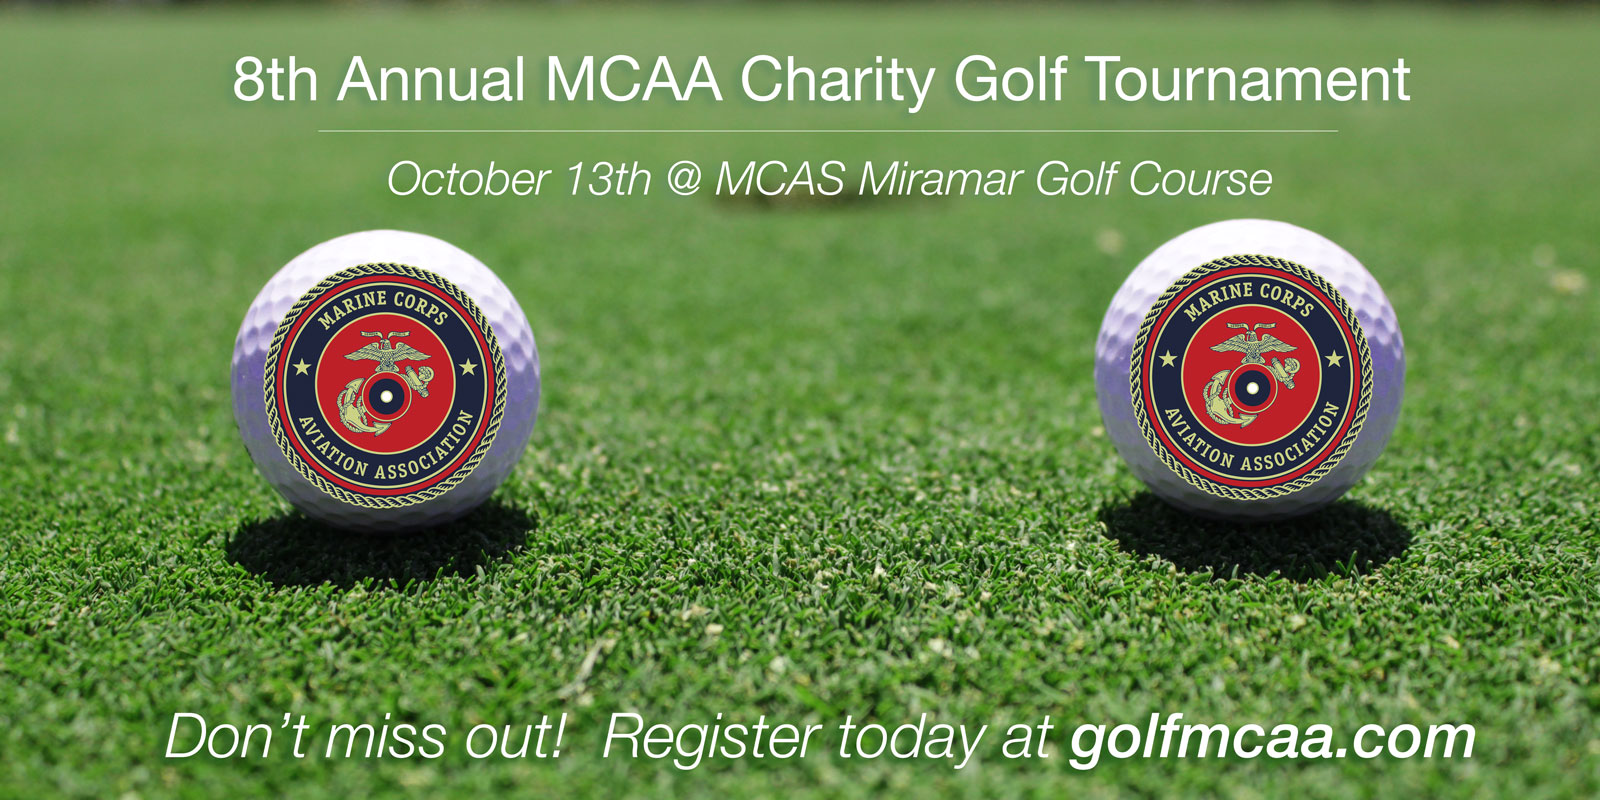 8th Annual MCAA Charity Golf Tournament
October 13th @ MCAS Miramar Golf Course
MARINE CORPS
AVIATION ASSOCIATION
MARINE CORPS
AVIATION ASSOCIATION
Don’t miss out!  Register today at golfmcaa.com